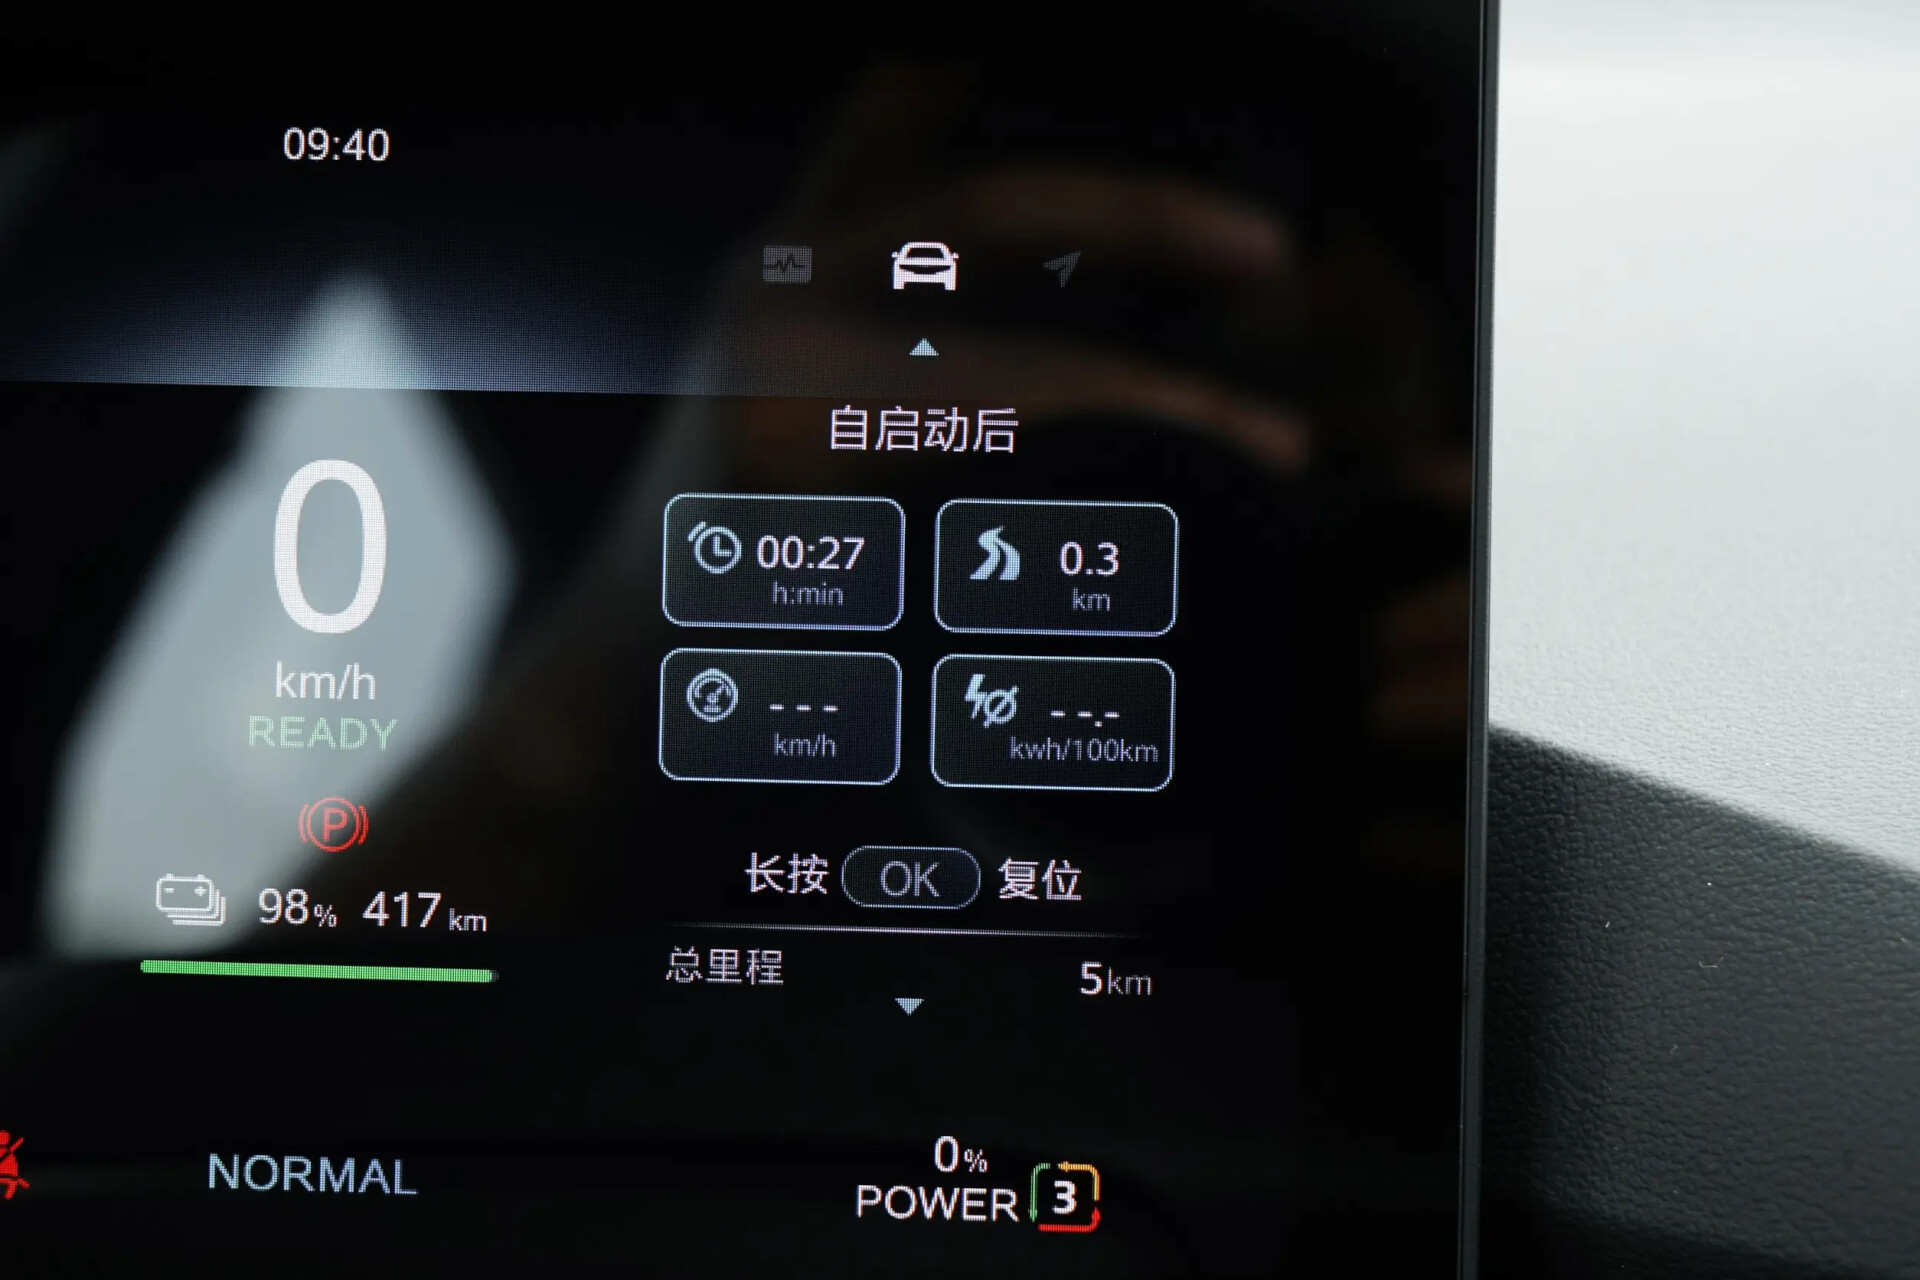 09:40
0
km/h
READY
P
98% 417 km
NORMAL
自启动后
00:27
h:min
0.3
km
---
km/h
--.-
kwh/100km
长按 OK 复位
总里程 5km
0%
POWER 3